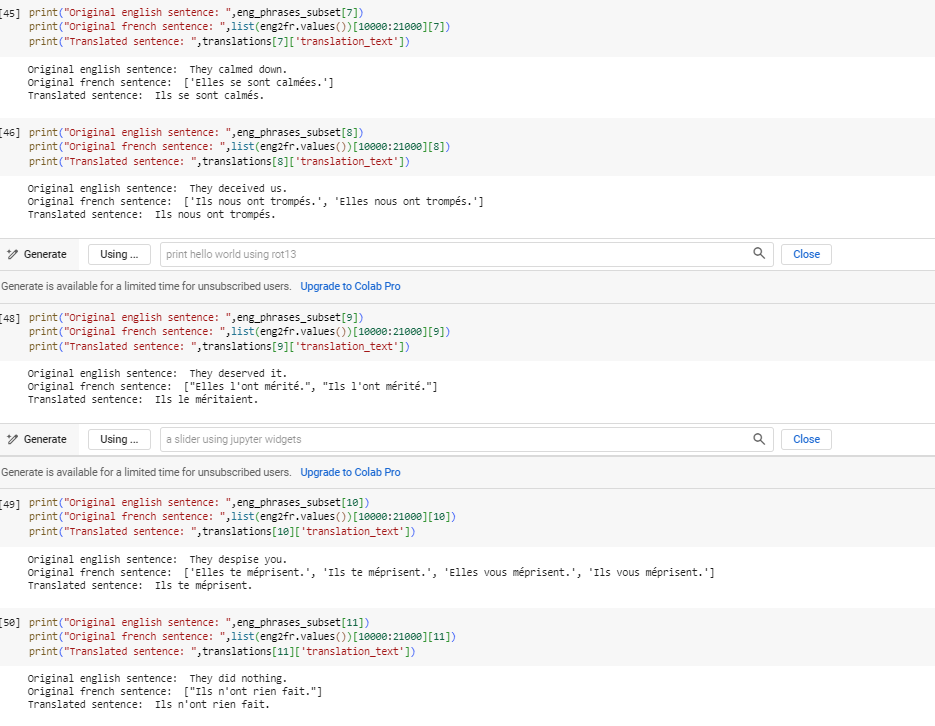 [45] print("Original english sentence: ",eng_phrases_subset[7])
print("Original french sentence: ",list(eng2fr.values())[10000:21000][7])
print("Translated sentence: ",translations[7]['translation_text'])
Original english sentence:  They calmed down.
Original french sentence:  ['Elles se sont calmées.']
Translated sentence:  Ils se sont calmés.
[46] print("Original english sentence: ",eng_phrases_subset[8])
print("Original french sentence: ",list(eng2fr.values())[10000:21000][8])
print("Translated sentence: ",translations[8]['translation_text'])
Original english sentence:  They deceived us.
Original french sentence:  ['Ils nous ont trompés.', 'Elles nous ont trompés.']
Translated sentence:  Ils nous ont trompés.
Generate Using ... print hello world using rot13 Close
Generate is available for a limited time for unsubscribed users. Upgrade to Colab Pro
[48] print("Original english sentence: ",eng_phrases_subset[9])
print("Original french sentence: ",list(eng2fr.values())[10000:21000][9])
print("Translated sentence: ",translations[9]['translation_text'])
Original english sentence:  They deserved it.
Original french sentence:  ["Elles l'ont mérité.", "Ils l'ont mérité."]
Translated sentence:  Ils le méritaient.
Generate Using ... a slider using jupyter widgets Close
Generate is available for a limited time for unsubscribed users. Upgrade to Colab Pro
[49] print("Original english sentence: ",eng_phrases_subset[10])
print("Original french sentence: ",list(eng2fr.values())[10000:21000][10])
print("Translated sentence: ",translations[10]['translation_text'])
Original english sentence:  They despise you.
Original french sentence:  ['Elles te méprisent.', 'Ils te méprisent.', 'Elles vous méprisent.', 'Ils vous méprisent.']
Translated sentence:  Ils te méprisent.
[50] print("Original english sentence: ",eng_phrases_subset[11])
print("Original french sentence: ",list(eng2fr.values())[10000:21000][11])
print("Translated sentence: ",translations[11]['translation_text'])
Original english sentence:  They did nothing.
Original french sentence:  ["Ils n'ont rien fait."]
Translated sentence:  Ils n'ont rien fait.